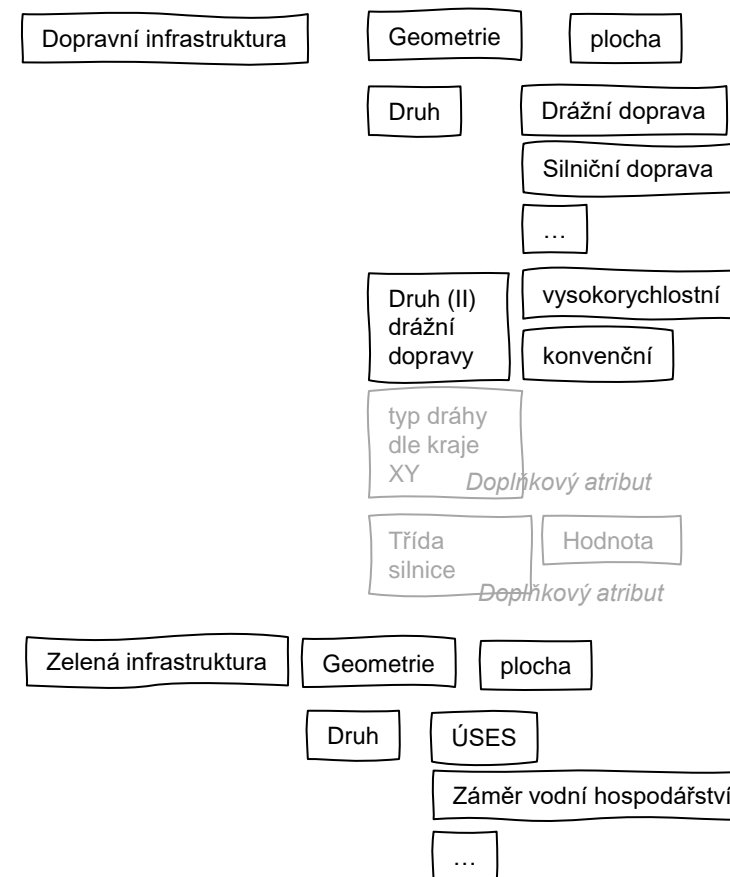 Dopravní infrastruktura
Geometrie
plocha
Druh
Drážní doprava
Silniční doprava
…
Druh (II)
drážní
dopravy
vysokorychlostní
konvenční
typ dráhy
dle kraje
XY
Doplňkový atribut
Třída
silnice
Hodnota
Doplňkový atribut
Zelená infrastruktura
Geometrie
plocha
Druh
ÚSES
Záměr vodní hospodářství
…